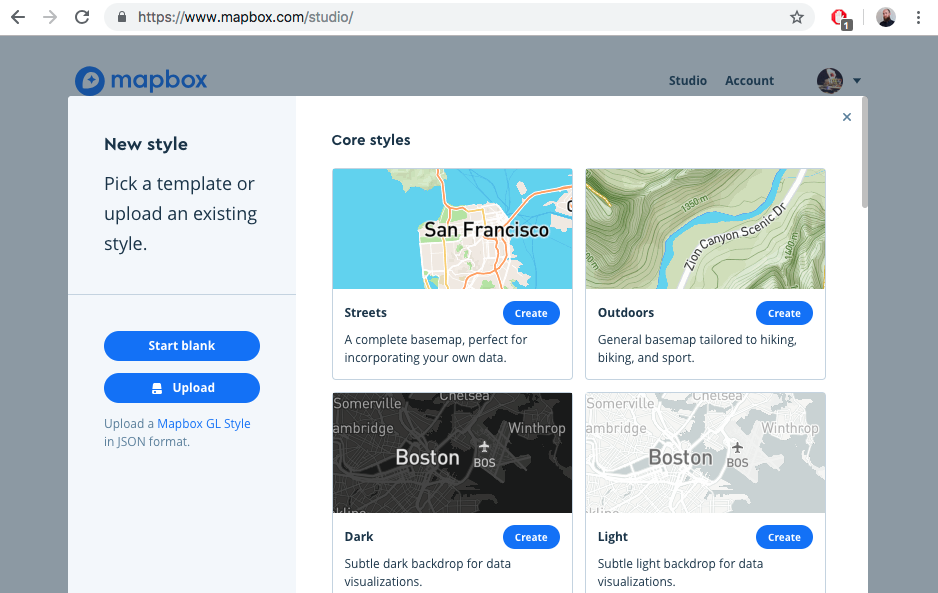 https://www.mapbox.com/studio/
1
mapbox
Studio Account
New style
Pick a template or
upload an existing
style.
Start blank
Upload
Upload a Mapbox GL Style
in JSON format.
Core styles
San Francisco
Streets
Create
A complete basemap, perfect for
incorporating your own data.
1350 m
Zion Canyon Scenic Dr
1400 m
00 m
Outdoors
Create
General basemap tailored to hiking,
biking, and sport.
Somerville
Chelsea
ambridge
Winthrop
Boston
BOS
Dark
Create
Subtle dark backdrop for data
visualizations.
Somerville
Chelsea
ambridge
Winthrop
Boston
BOS
Light
Create
Subtle light backdrop for data
visualizations.